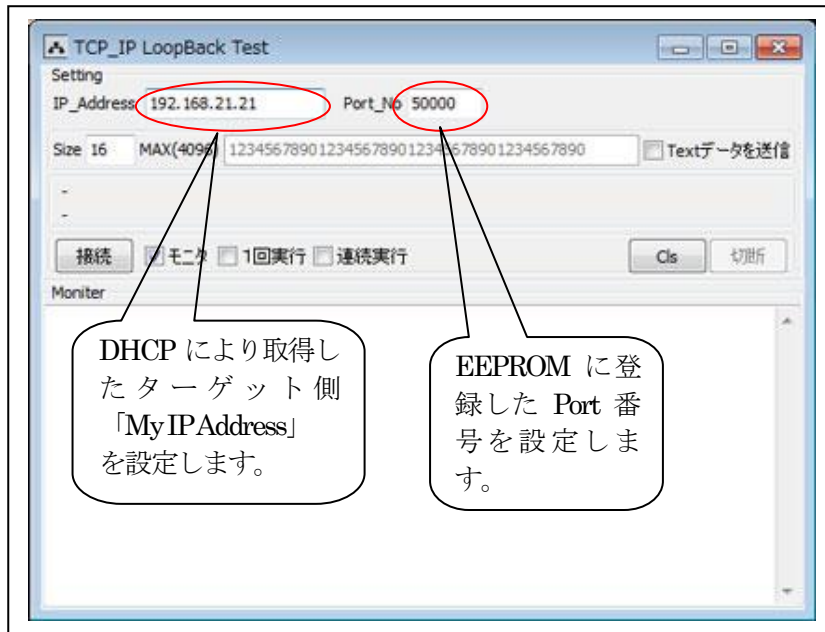 TCP_IP LoopBack Test
Setting
IP_Address 192.168.21.21 Port_No 50000
Size 16 MAX(4096) 1234567890123456789012345678901234567890 Textデータを送信
-
-
接続 モニタ 1回実行 連続実行 Cls 切断
Moniter
DHCP により取得し
たターゲット側
「My IP Address」
を設定します。
EEPROM に登
録した Port 番
号を設定しま
す。